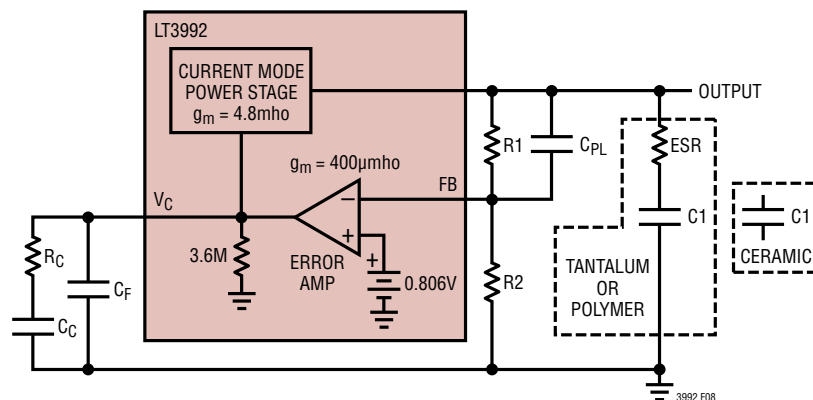 LT3992
CURRENT MODE
POWER STAGE
gm = 4.8mho
OUTPUT
R1
CPL
ESR
gm = 400µmho
FB
VC
C1
C1
CERAMIC
RC
CF
3.6M
ERROR
AMP
0.806V
R2
TANTALUM
OR
POLYMER
CC
3992 F08